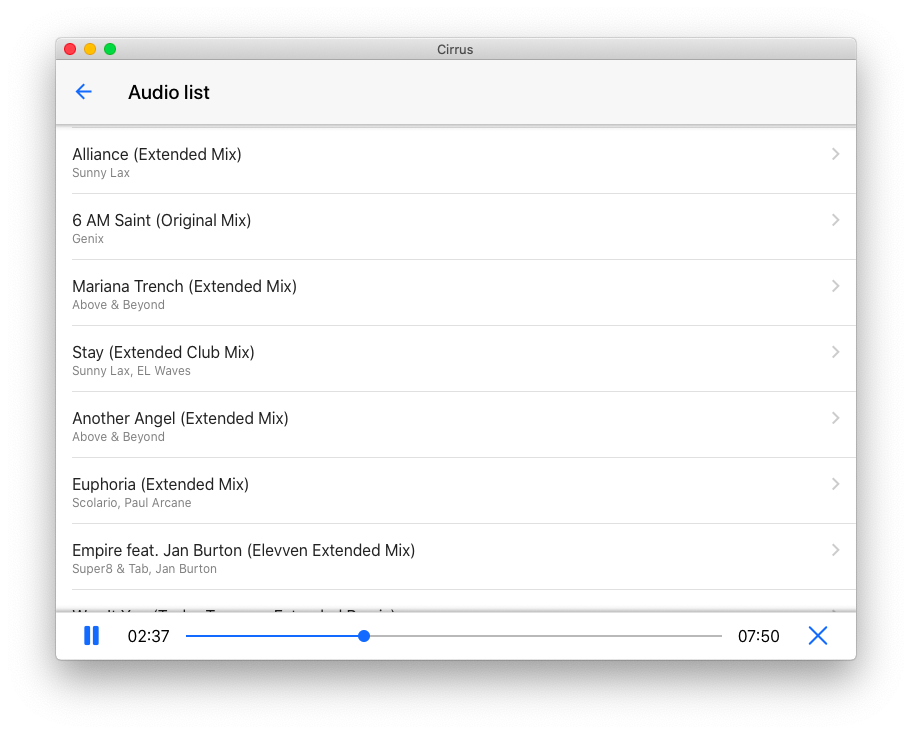 Cirrus
Audio list
Alliance (Extended Mix)
Sunny Lax
6 AM Saint (Original Mix)
Genix
Mariana Trench (Extended Mix)
Above & Beyond
Stay (Extended Club Mix)
Sunny Lax, EL Waves
Another Angel (Extended Mix)
Above & Beyond
Euphoria (Extended Mix)
Scolario, Paul Arcane
Empire feat. Jan Burton (Elevven Extended Mix)
Super8 & Tab, Jan Burton
02:37
07:50